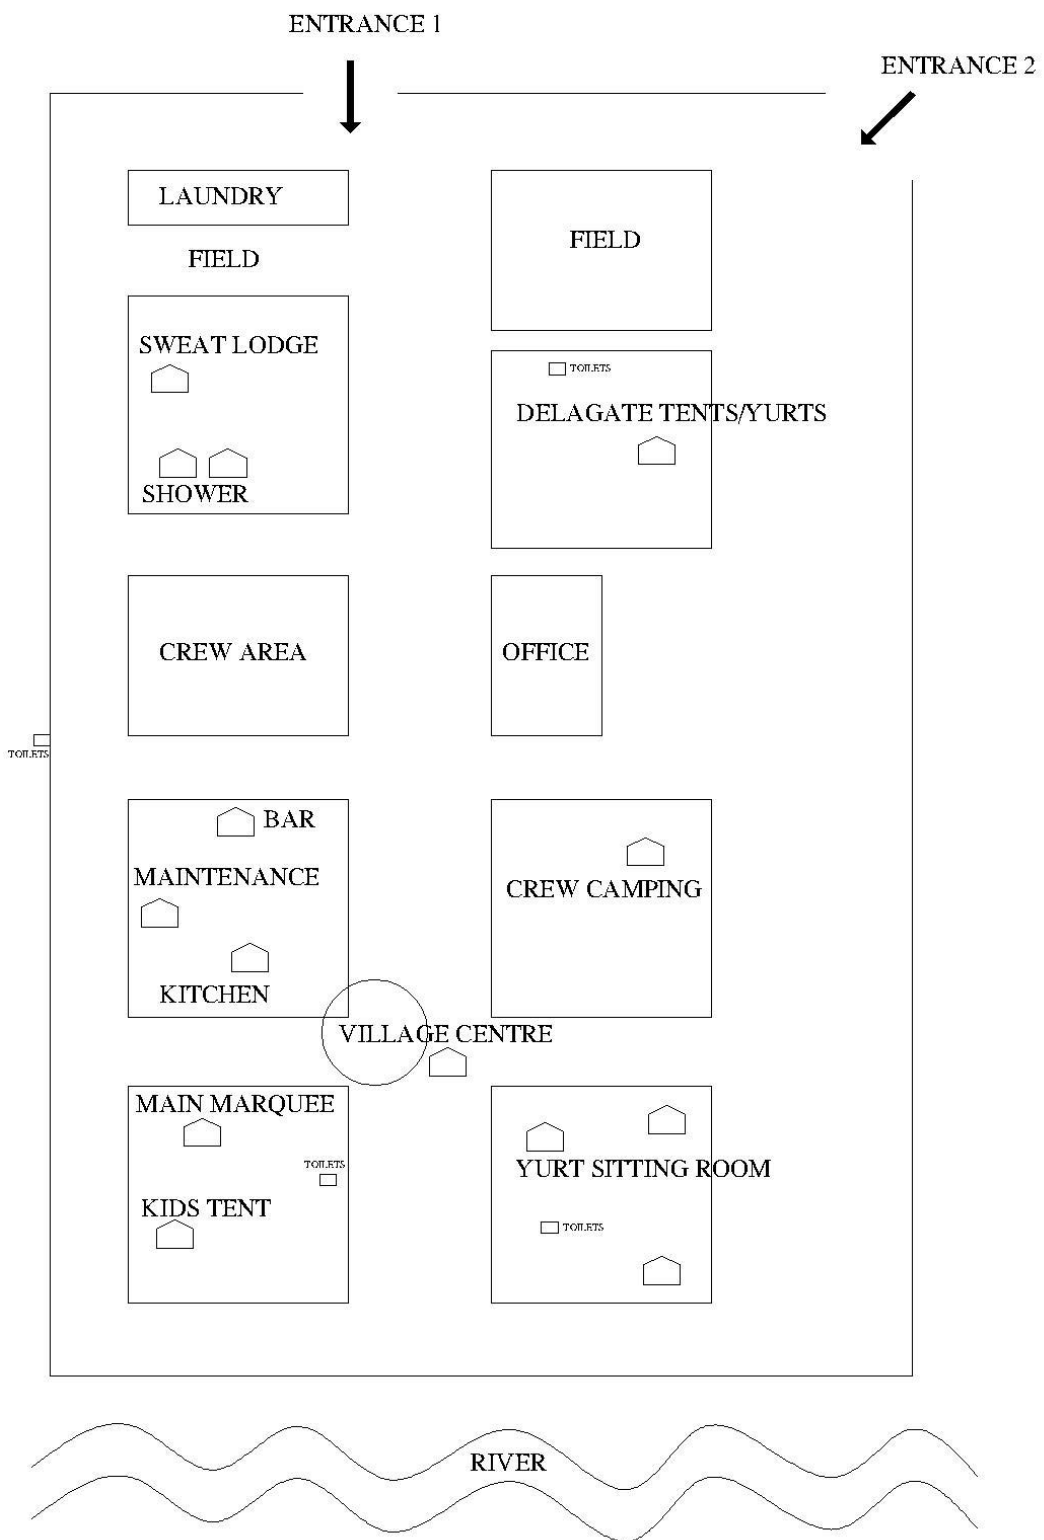 ENTRANCE 1
ENTRANCE 2
LAUNDRY
FIELD
FIELD
SWEAT LODGE
TOILETS
DELAGATE TENTS/YURTS
SHOWER
CREW AREA
OFFICE
TOILETS
BAR
MAINTENANCE
CREW CAMPING
KITCHEN
VILLAGE CENTRE
MAIN MARQUEE
TOILETS
YURT SITTING ROOM
KIDS TENT
TOILETS
RIVER